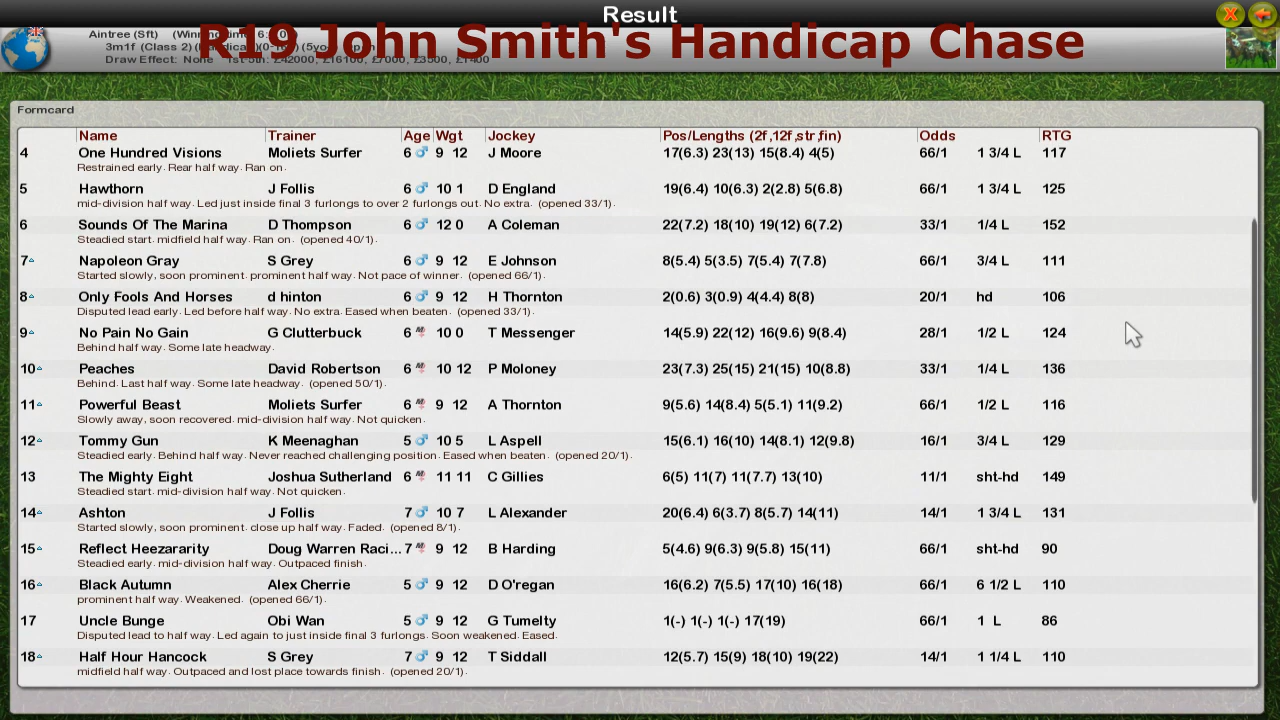 Result
R19 John Smith's Handicap Chase
Aintree (Sft) (Winning time: 6:
3m1f (Class 2) (Handicap)(0- (5yo+
Draw Effect: None 1st-5th: £42000, £16100, £7000, £3500, £1400
Formcard
Name Trainer Age Wgt Jockey Pos/Lengths (2f,12f,str,fin) Odds RTG
4 One Hundred Visions Moliets Surfer 6 9 12 J Moore 17(6.3) 23(13) 15(8.4) 4(5) 66/1 1 3/4 L 117
Restrained early. Rear half way. Ran on.
5 Hawthorn J Follis 6 10 1 D England 19(6.4) 10(6.3) 2(2.8) 5(6.8) 66/1 1 3/4 L 125
mid-division half way. Led just inside final 3 furlongs to over 2 furlongs out. No extra. (opened 33/1).
6 Sounds Of The Marina D Thompson 6 12 0 A Coleman 22(7.2) 18(10) 19(12) 6(7.2) 33/1 1/4 L 152
Steadied start. midfield half way. Ran on. (opened 40/1).
7 Napoleon Gray S Grey 6 9 12 E Johnson 8(5.4) 5(3.5) 7(5.4) 7(7.8) 66/1 3/4 L 111
Started slowly, soon prominent. prominent half way. Not pace of winner. (opened 66/1).
8 Only Fools And Horses d hinton 6 9 12 H Thornton 2(0.6) 3(0.9) 4(4.4) 8(8) 20/1 hd 106
Disputed lead early. Led before half way. No extra. Eased when beaten. (opened 33/1).
9 No Pain No Gain G Clutterbuck 6 10 0 T Messenger 14(5.9) 22(12) 16(9.6) 9(8.4) 28/1 1/2 L 124
Behind half way. Some late headway.
10 Peaches David Robertson 6 10 12 P Moloney 23(7.3) 25(15) 21(15) 10(8.8) 33/1 1/4 L 136
Behind. Last half way. Some late headway. (opened 50/1).
11 Powerful Beast Moliets Surfer 6 9 12 A Thornton 9(5.6) 14(8.4) 5(5.1) 11(9.2) 66/1 1/2 L 116
Slowly away, soon recovered. mid-division half way. Not quicken.
12 Tommy Gun K Meenaghan 5 10 5 L Aspell 15(6.1) 16(10) 14(8.1) 12(9.8) 16/1 3/4 L 129
Steadied early. Behind half way. Never reached challenging position. Eased when beaten. (opened 20/1).
13 The Mighty Eight Joshua Sutherland 6 11 11 C Gillies 6(5) 11(7) 11(7.7) 13(10) 11/1 sht-hd 149
Steadied start. mid-division half way. Not quicken.
14 Ashton J Follis 7 10 7 L Alexander 20(6.4) 6(3.7) 8(5.7) 14(11) 14/1 1 3/4 L 131
Started slowly, soon prominent. close up half way. Faded. (opened 8/1).
15 Reflect Heezararity Doug Warren Raci... 7 9 12 B Harding 5(4.6) 9(6.3) 9(5.8) 15(11) 66/1 sht-hd 90
Steadied early. mid-division half way. Outpaced finish.
16 Black Autumn Alex Cherrie 5 9 12 D O'regan 16(6.2) 7(5.5) 17(10) 16(18) 66/1 6 1/2 L 110
prominent half way. Weakened. (opened 66/1).
17 Uncle Bunge Obi Wan 5 9 12 G Tumelty 1(-) 1(-) 1(-) 17(19) 66/1 1 L 86
Disputed lead to half way. Led again to just inside final 3 furlongs. Soon weakened. Eased.
18 Half Hour Hancock S Grey 7 9 12 T Siddall 12(5.7) 15(9) 18(10) 19(22) 14/1 1 1/4 L 110
midfield half way. Outpaced and lost place towards finish. (opened 20/1).